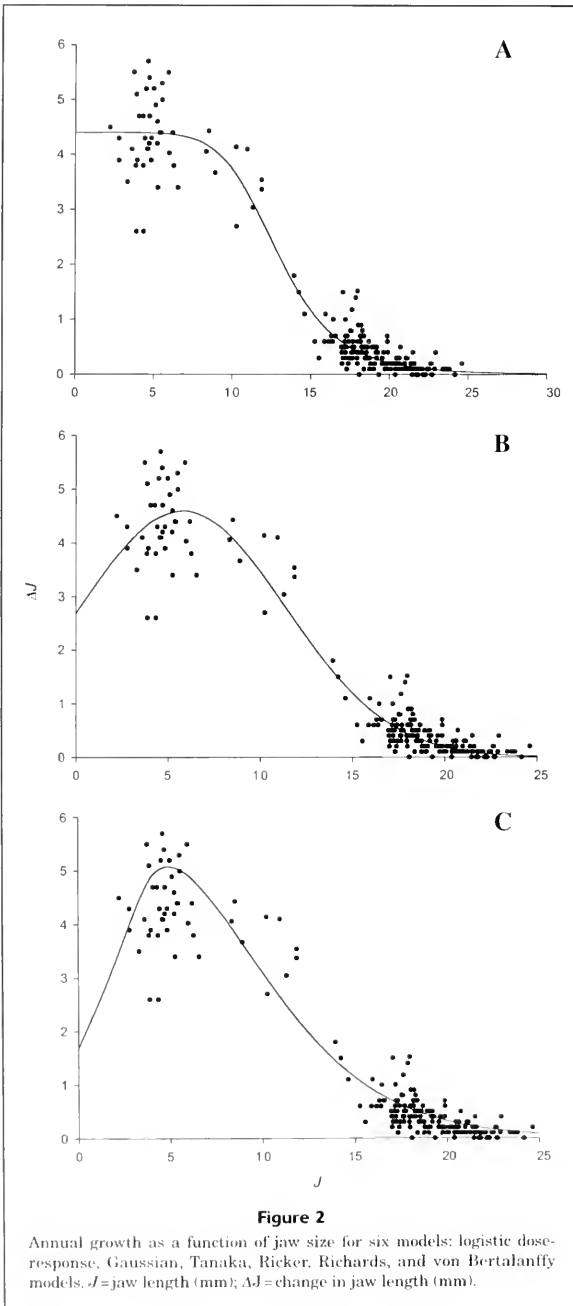 A
6
5
4
3
2
1
0
0 5 10 15 20 25 30
B
6
5
4
3
2
1
0
0 5 10 15 20 25
ΔJ
C
6
5
4
3
2
1
0
0 5 10 15 20 25
J
Figure 2
Annual growth as a function of jaw size for six models: logistic dose-
response, Gaussian, Tanaka, Ricker, Richards, and von Bertalanffy
models. J=jaw length (mm); ΔJ=change in jaw length (mm).